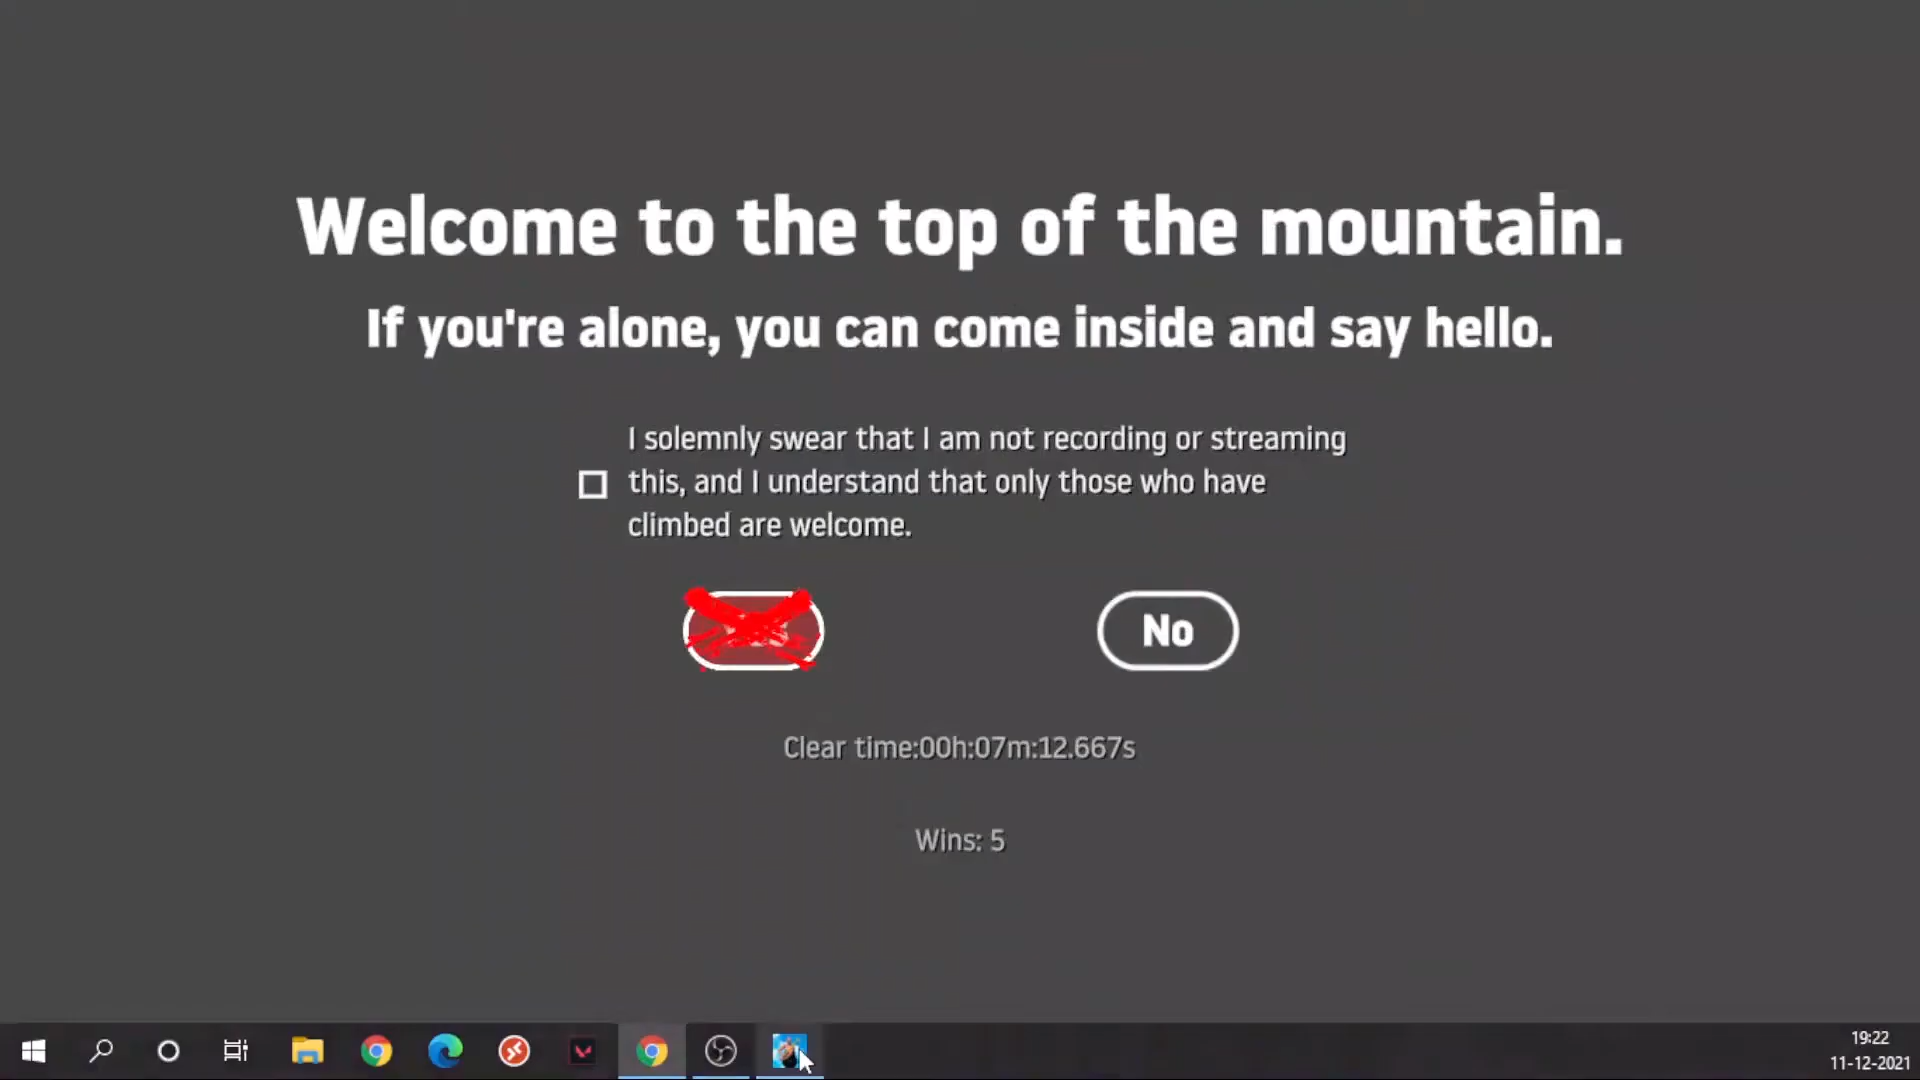 Welcome to the top of the mountain.
If you're alone, you can come inside and say hello.
I solemnly swear that I am not recording or streaming
this, and I understand that only those who have
climbed are welcome.
No
Clear time:00h:07m:12.667s
Wins: 5
19:22
11-12-2021